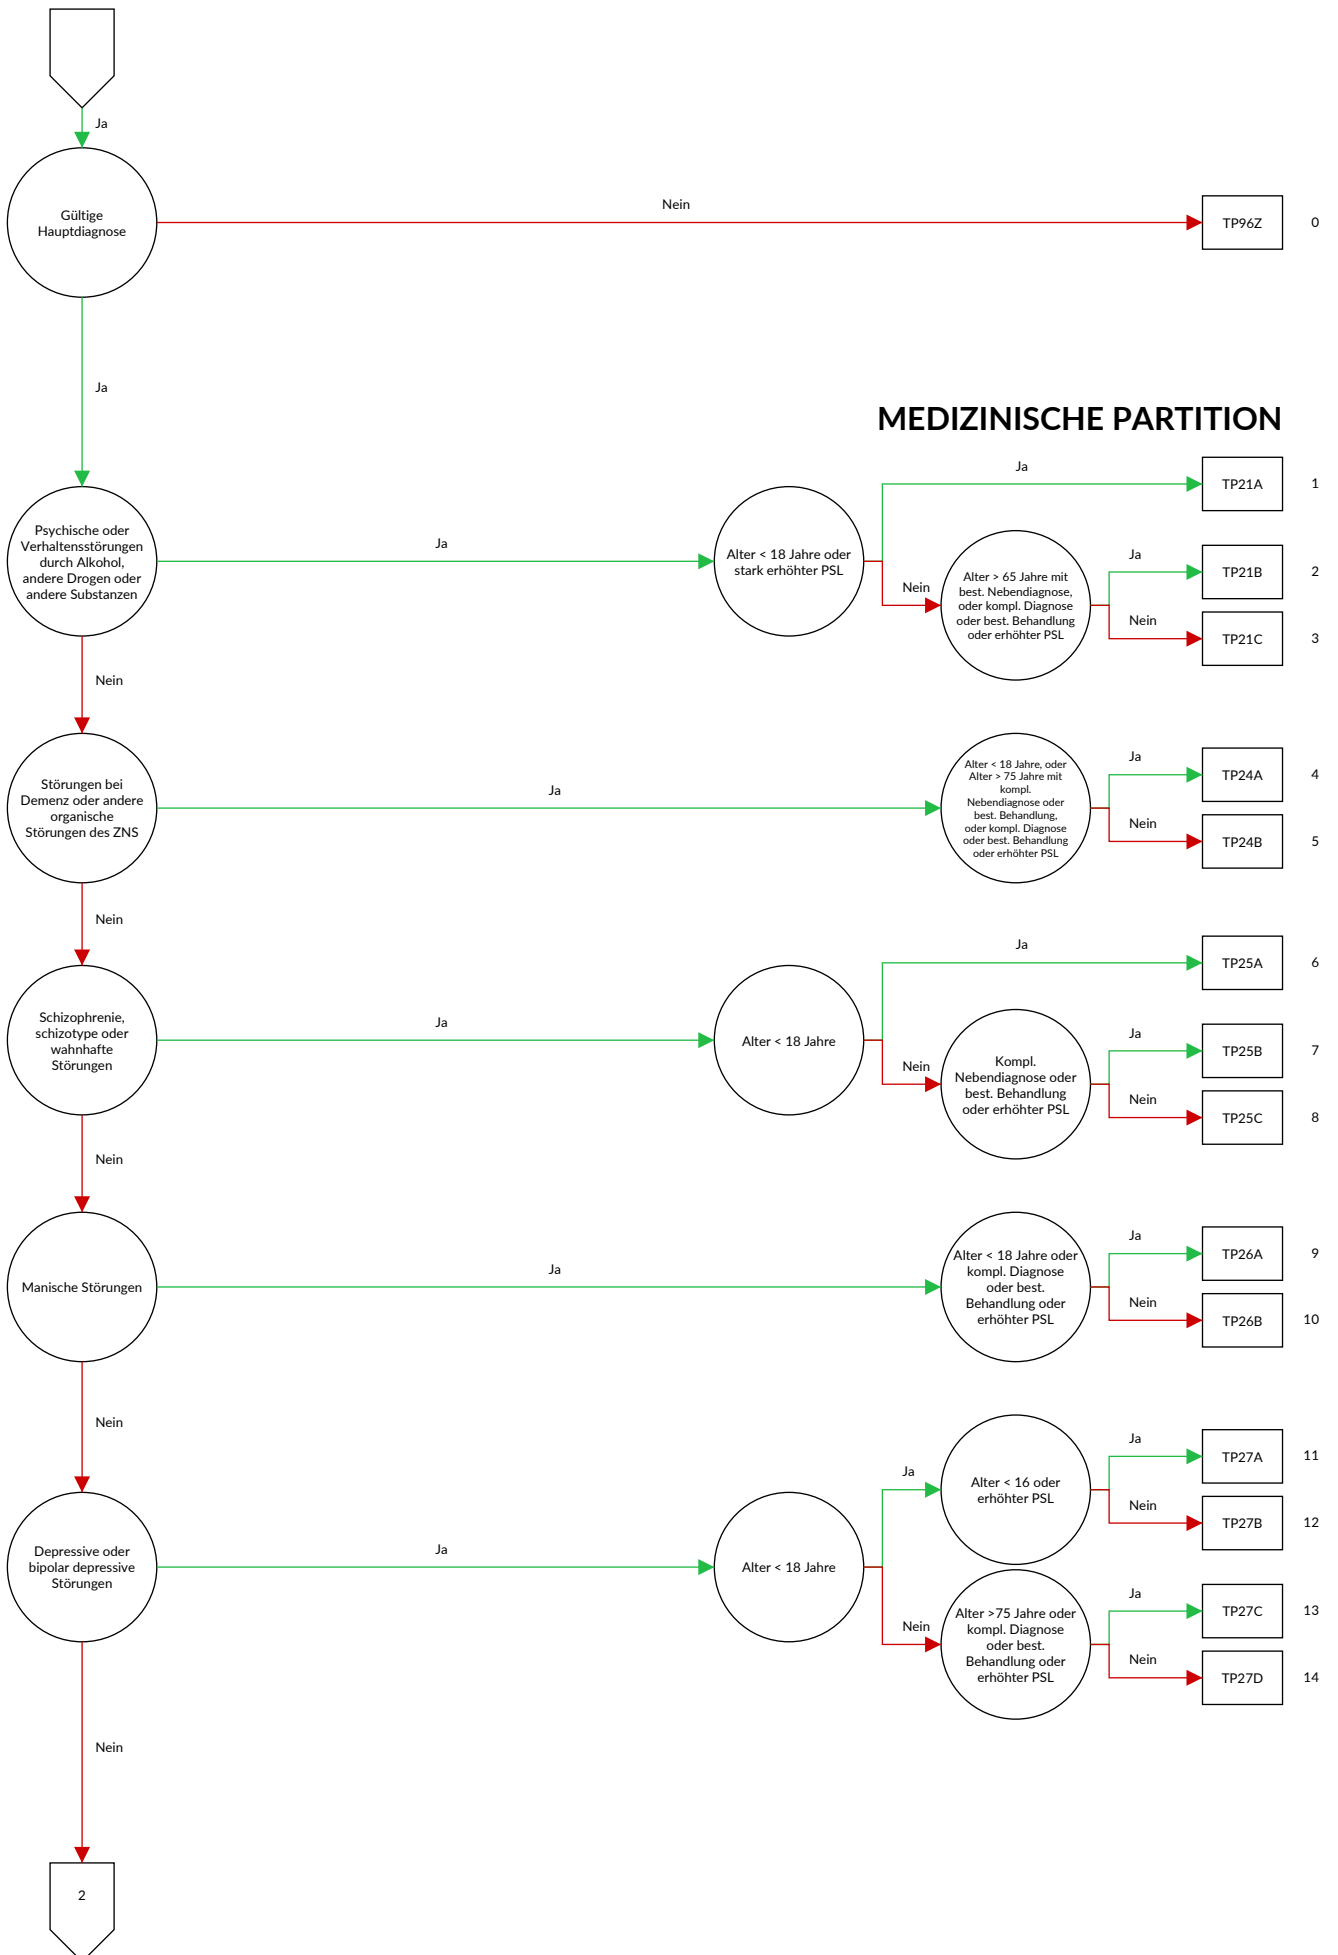 Ja
Gültige
Hauptdiagnose
Nein
TP96Z
0
Ja
MEDIZINISCHE PARTITION
Psychische oder
Verhaltensstörungen
durch Alkohol,
andere Drogen oder
andere Substanzen
Ja
Alter < 18 Jahre oder
stark erhöhter PSL
Ja
TP21A
1
Nein
Alter > 65 Jahre mit
best. Nebendiagnose,
oder kompl. Diagnose
oder best. Behandlung
oder erhöhter PSL
Ja
TP21B
2
Nein
TP21C
3
Nein
Störungen bei
Demenz oder andere
organische
Störungen des ZNS
Ja
Alter < 18 Jahre, oder
Alter > 75 Jahre mit
kompl.
Nebendiagnose oder
best. Behandlung,
oder kompl. Diagnose
oder best. Behandlung
oder erhöhter PSL
Ja
TP24A
4
Nein
TP24B
5
Nein
Schizophrenie,
schizotype oder
wahnhafte
Störungen
Ja
Alter < 18 Jahre
Ja
TP25A
6
Nein
Kompl.
Nebendiagnose oder
best. Behandlung
oder erhöhter PSL
Ja
TP25B
7
Nein
TP25C
8
Nein
Manische Störungen
Ja
Alter < 18 Jahre oder
kompl. Diagnose
oder best.
Behandlung oder
erhöhter PSL
Ja
TP26A
9
Nein
TP26B
10
Nein
Depressive oder
bipolar depressive
Störungen
Ja
Alter < 18 Jahre
Ja
Alter < 16 oder
erhöhter PSL
Ja
TP27A
11
Nein
TP27B
12
Nein
Alter >75 Jahre oder
kompl. Diagnose
oder best.
Behandlung oder
erhöhter PSL
Ja
TP27C
13
Nein
TP27D
14
Nein
2